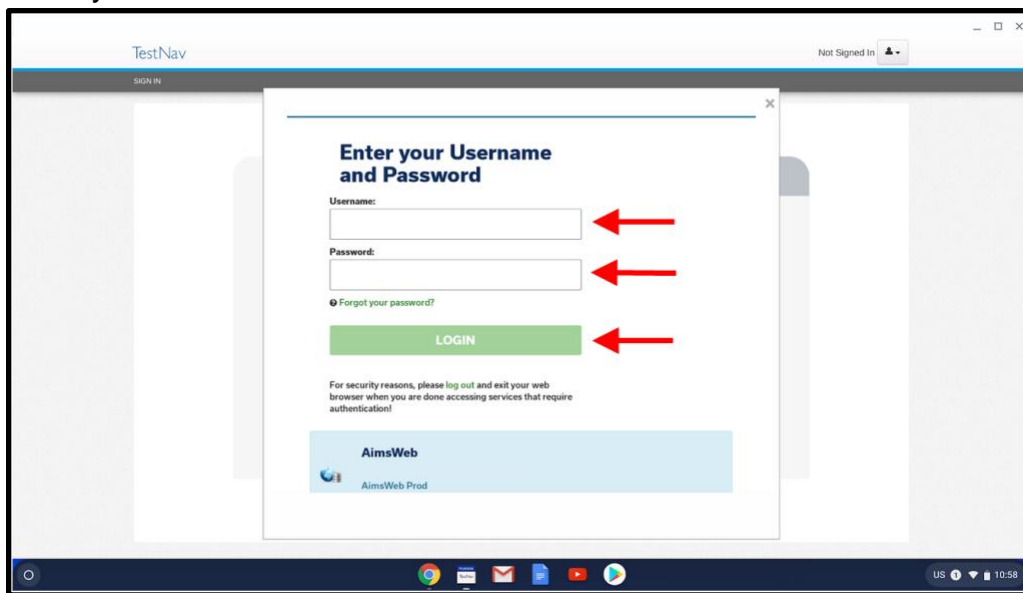 TestNav
Not Signed In
SIGN IN
Enter your Username
and Password
Username:
Password:
Forgot your password?
LOGIN
For security reasons, please log out and exit your web
browser when you are done accessing services that require
authentication!
AimsWeb
AimsWeb Prod
US 1 10:58